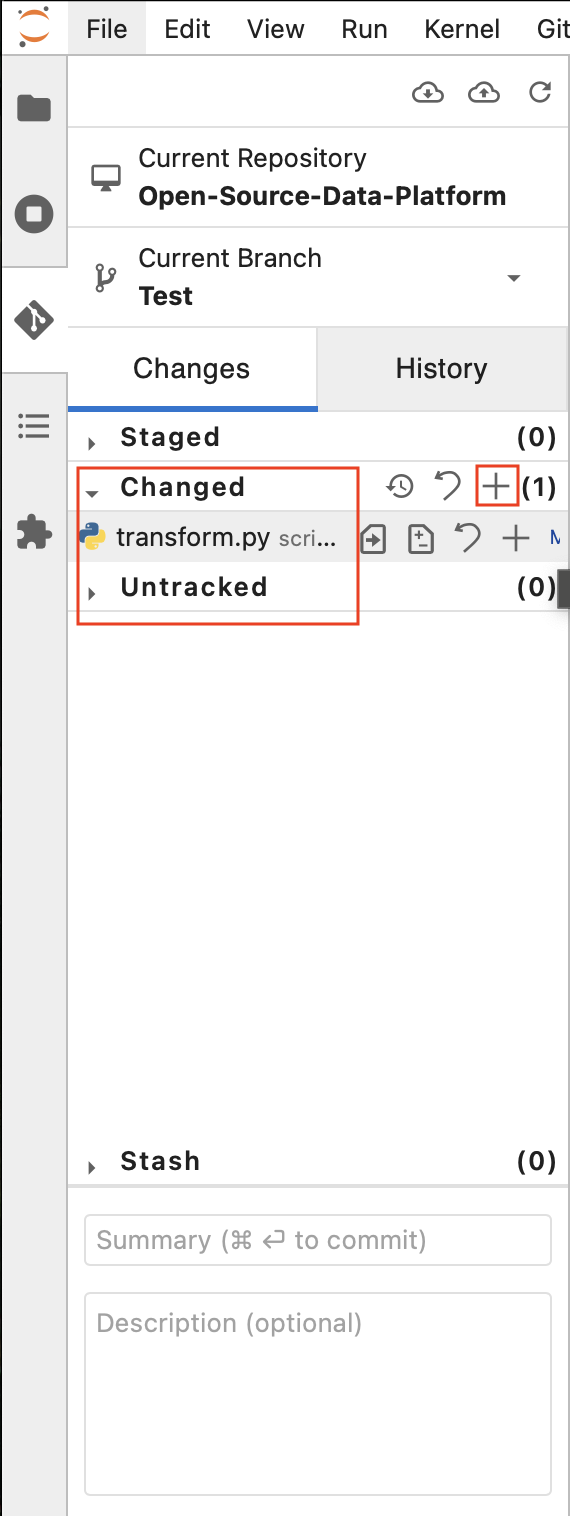 File Edit View Run Kernel Git
Current Repository
Open-Source-Data-Platform
Current Branch
Test
Changes History
Staged (0)
Changed (1)
transform.py scri... M
Untracked (0)
Stash (0)
Summary (⌘ ⏎ to commit)
Description (optional)